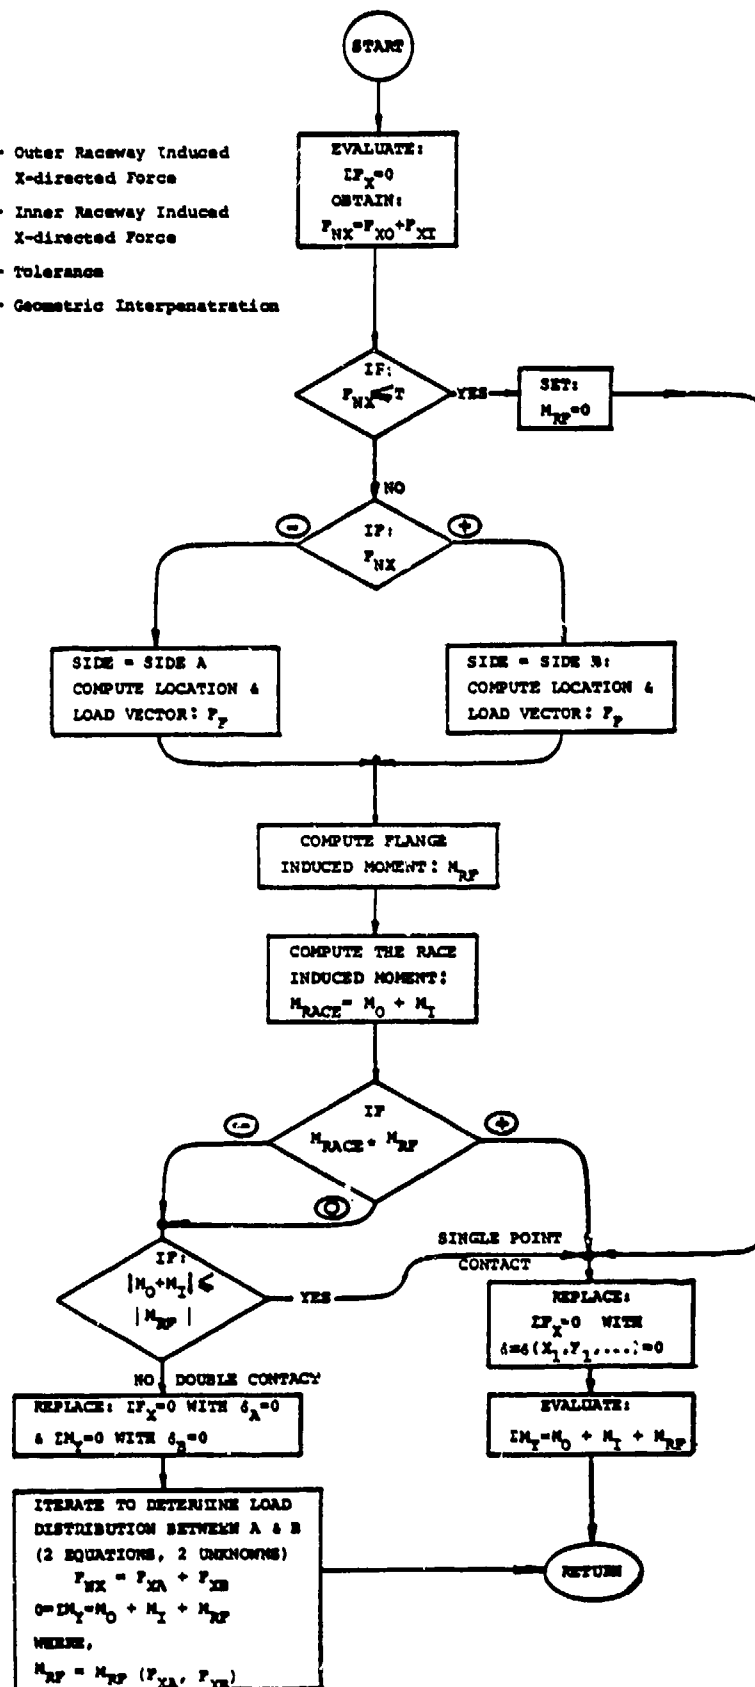 START
- Outer Raceway Induced
X-directed Force
- Inner Raceway Induced
X-directed Force
- Tolerance
- Geometric Interpenatration
EVALUATE:
ΣF_X=0
OBTAIN:
F_NX=F_XO+F_XI
IF:
F_NX⩽T
YES
SET:
M_RF=0
NO
IF:
F_NX
-
+
SIDE = SIDE A
COMPUTE LOCATION &
LOAD VECTOR: F_F
SIDE = SIDE B:
COMPUTE LOCATION &
LOAD VECTOR: F_F
COMPUTE FLANGE
INDUCED MOMENT: M_RF
COMPUTE THE RACE
INDUCED MOMENT:
M_RACE= M_O + M_I
IF
M_RACE * M_RF
-
+
O
IF:
|M_O+M_I| ⩽
|M_RF|
YES
SINGLE POINT
CONTACT
NO DOUBLE CONTACT
REPLACE:
ΣF_X=0 WITH
δ=δ(X_1,Y_1,...)=0
EVALUATE:
ΣM_Y=M_O + M_I + M_RF
REPLACE: ΣF_X=0 WITH δ_A=0
& ΣM_Y=0 WITH δ_B=0
ITERATE TO DETERMINE LOAD
DISTRIBUTION BETWEEN A & B
(2 EQUATIONS, 2 UNKNOWNS)
F_NX = F_XA + F_XB
0=ΣM_Y=M_O + M_I + M_RF
WHERE,
M_RF = M_RF (F_XA, F_XB)
RETURN